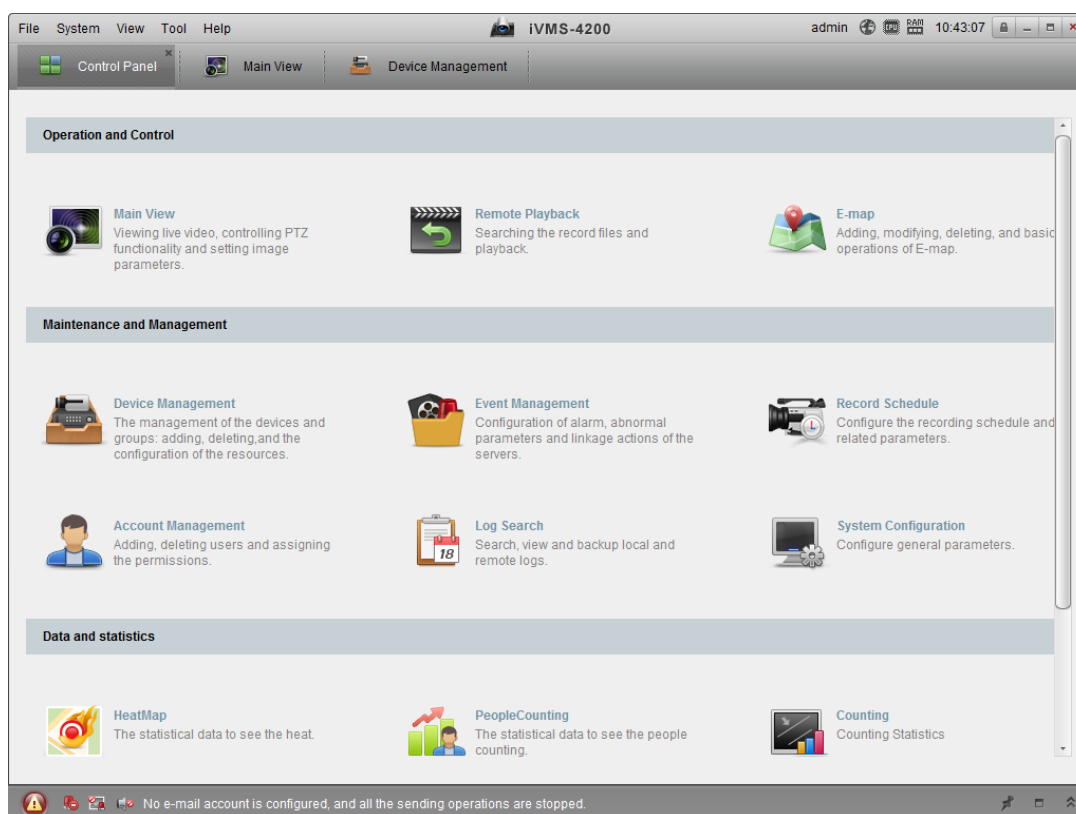 File System View Tool Help iVMS-4200 admin CPU RAM 10:43:07
Control Panel Main View Device Management
Operation and Control
Main View
Viewing live video, controlling PTZ
functionality and setting image
parameters.
Remote Playback
Searching the record files and
playback.
E-map
Adding, modifying, deleting, and basic
operations of E-map.
Maintenance and Management
Device Management
The management of the devices and
groups: adding, deleting,and the
configuration of the resources.
Event Management
Configuration of alarm, abnormal
parameters and linkage actions of the
servers.
Record Schedule
Configure the recording schedule and
related parameters.
Account Management
Adding, deleting users and assigning
the permissions.
18
Log Search
Search, view and backup local and
remote logs.
System Configuration
Configure general parameters.
Data and statistics
HeatMap
The statistical data to see the heat.
PeopleCounting
The statistical data to see the people
counting.
Counting
Counting Statistics
No e-mail account is configured, and all the sending operations are stopped.